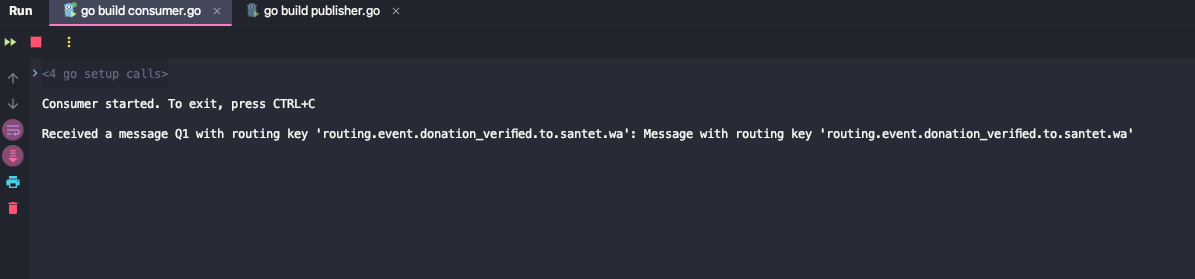 Run go build consumer.go × go build publisher.go ×
> <4 go setup calls>
Consumer started. To exit, press CTRL+C
Received a message Q1 with routing key 'routing.event.donation_verified.to.santet.wa': Message with routing key 'routing.event.donation_verified.to.santet.wa'